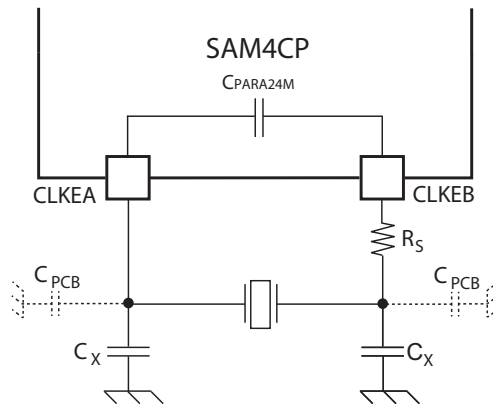 SAM4CP
CPARA24M
CLKEA
CLKEB
RS
CPCB
CPCB
CX
CX